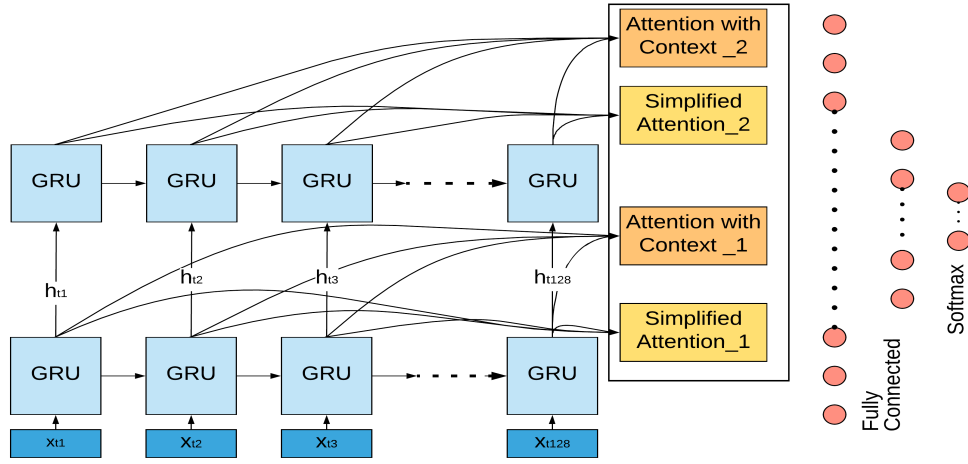 Attention with
Context _2
Simplified
Attention_2
GRU
GRU
GRU
GRU
Attention with
Context _1
ht1
ht2
ht3
ht128
Simplified
Attention_1
GRU
GRU
GRU
GRU
xt1
xt2
xt3
xt128
Fully
Connected
Softmax